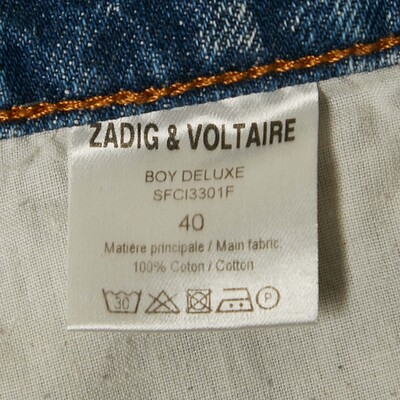 ZADIG & VOLTAIRE
BOY DELUXE
SFCI3301F
40
Matière principale / Main fabric:
100% Coton / Cotton
30 P